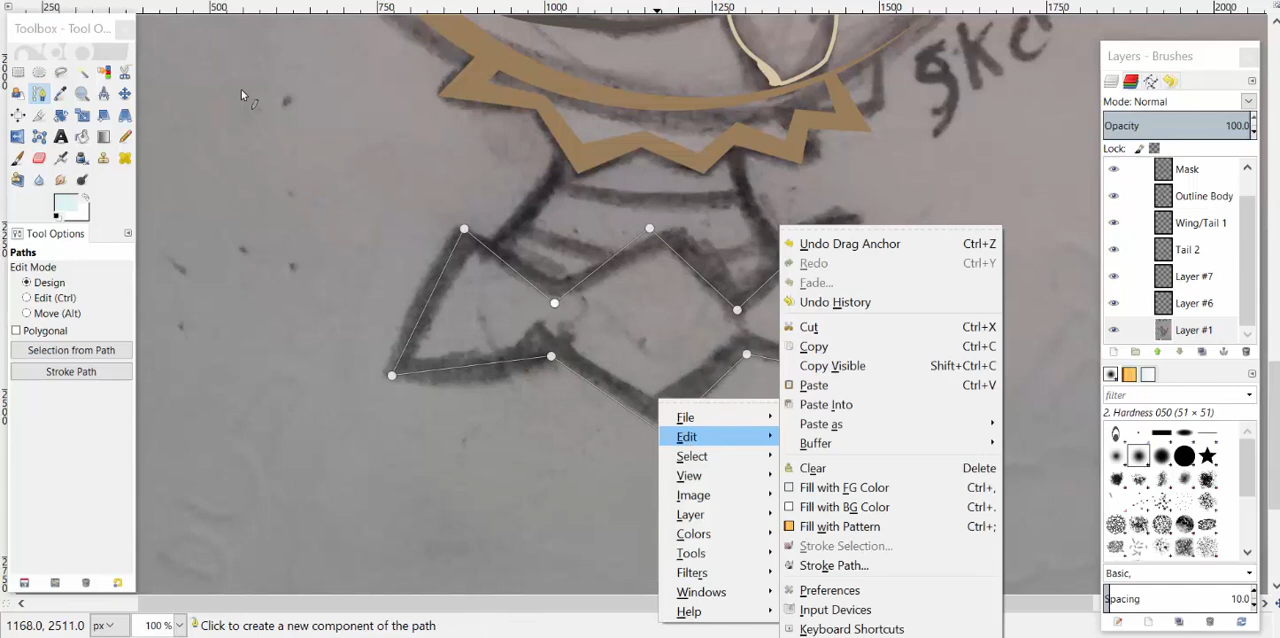 250
500
750
1000
1250
1500
1750
2000
Toolbox - Tool O...
Tool Options
Paths
Edit Mode
Design
Edit (Ctrl)
Move (Alt)
Polygonal
Selection from Path
Stroke Path
File
Edit
Select
View
Image
Layer
Colors
Tools
Filters
Windows
Help
Undo Drag Anchor Ctrl+Z
Redo Ctrl+Y
Fade...
Undo History
Cut Ctrl+X
Copy Ctrl+C
Copy Visible Shift+Ctrl+C
Paste Ctrl+V
Paste Into
Paste as
Buffer
Clear Delete
Fill with FG Color Ctrl+,
Fill with BG Color Ctrl+.
Fill with Pattern Ctrl+;
Stroke Selection...
Stroke Path...
Preferences
Input Devices
Keyboard Shortcuts
Layers - Brushes
Mode: Normal
Opacity 100.0
Lock:
Mask
Outline Body
Wing/Tail 1
Tail 2
Layer #7
Layer #6
Layer #1
filter
2. Hardness 050 (51 × 51)
Basic,
Spacing 10.0
1168.0, 2511.0 px 100 % Click to create a new component of the path